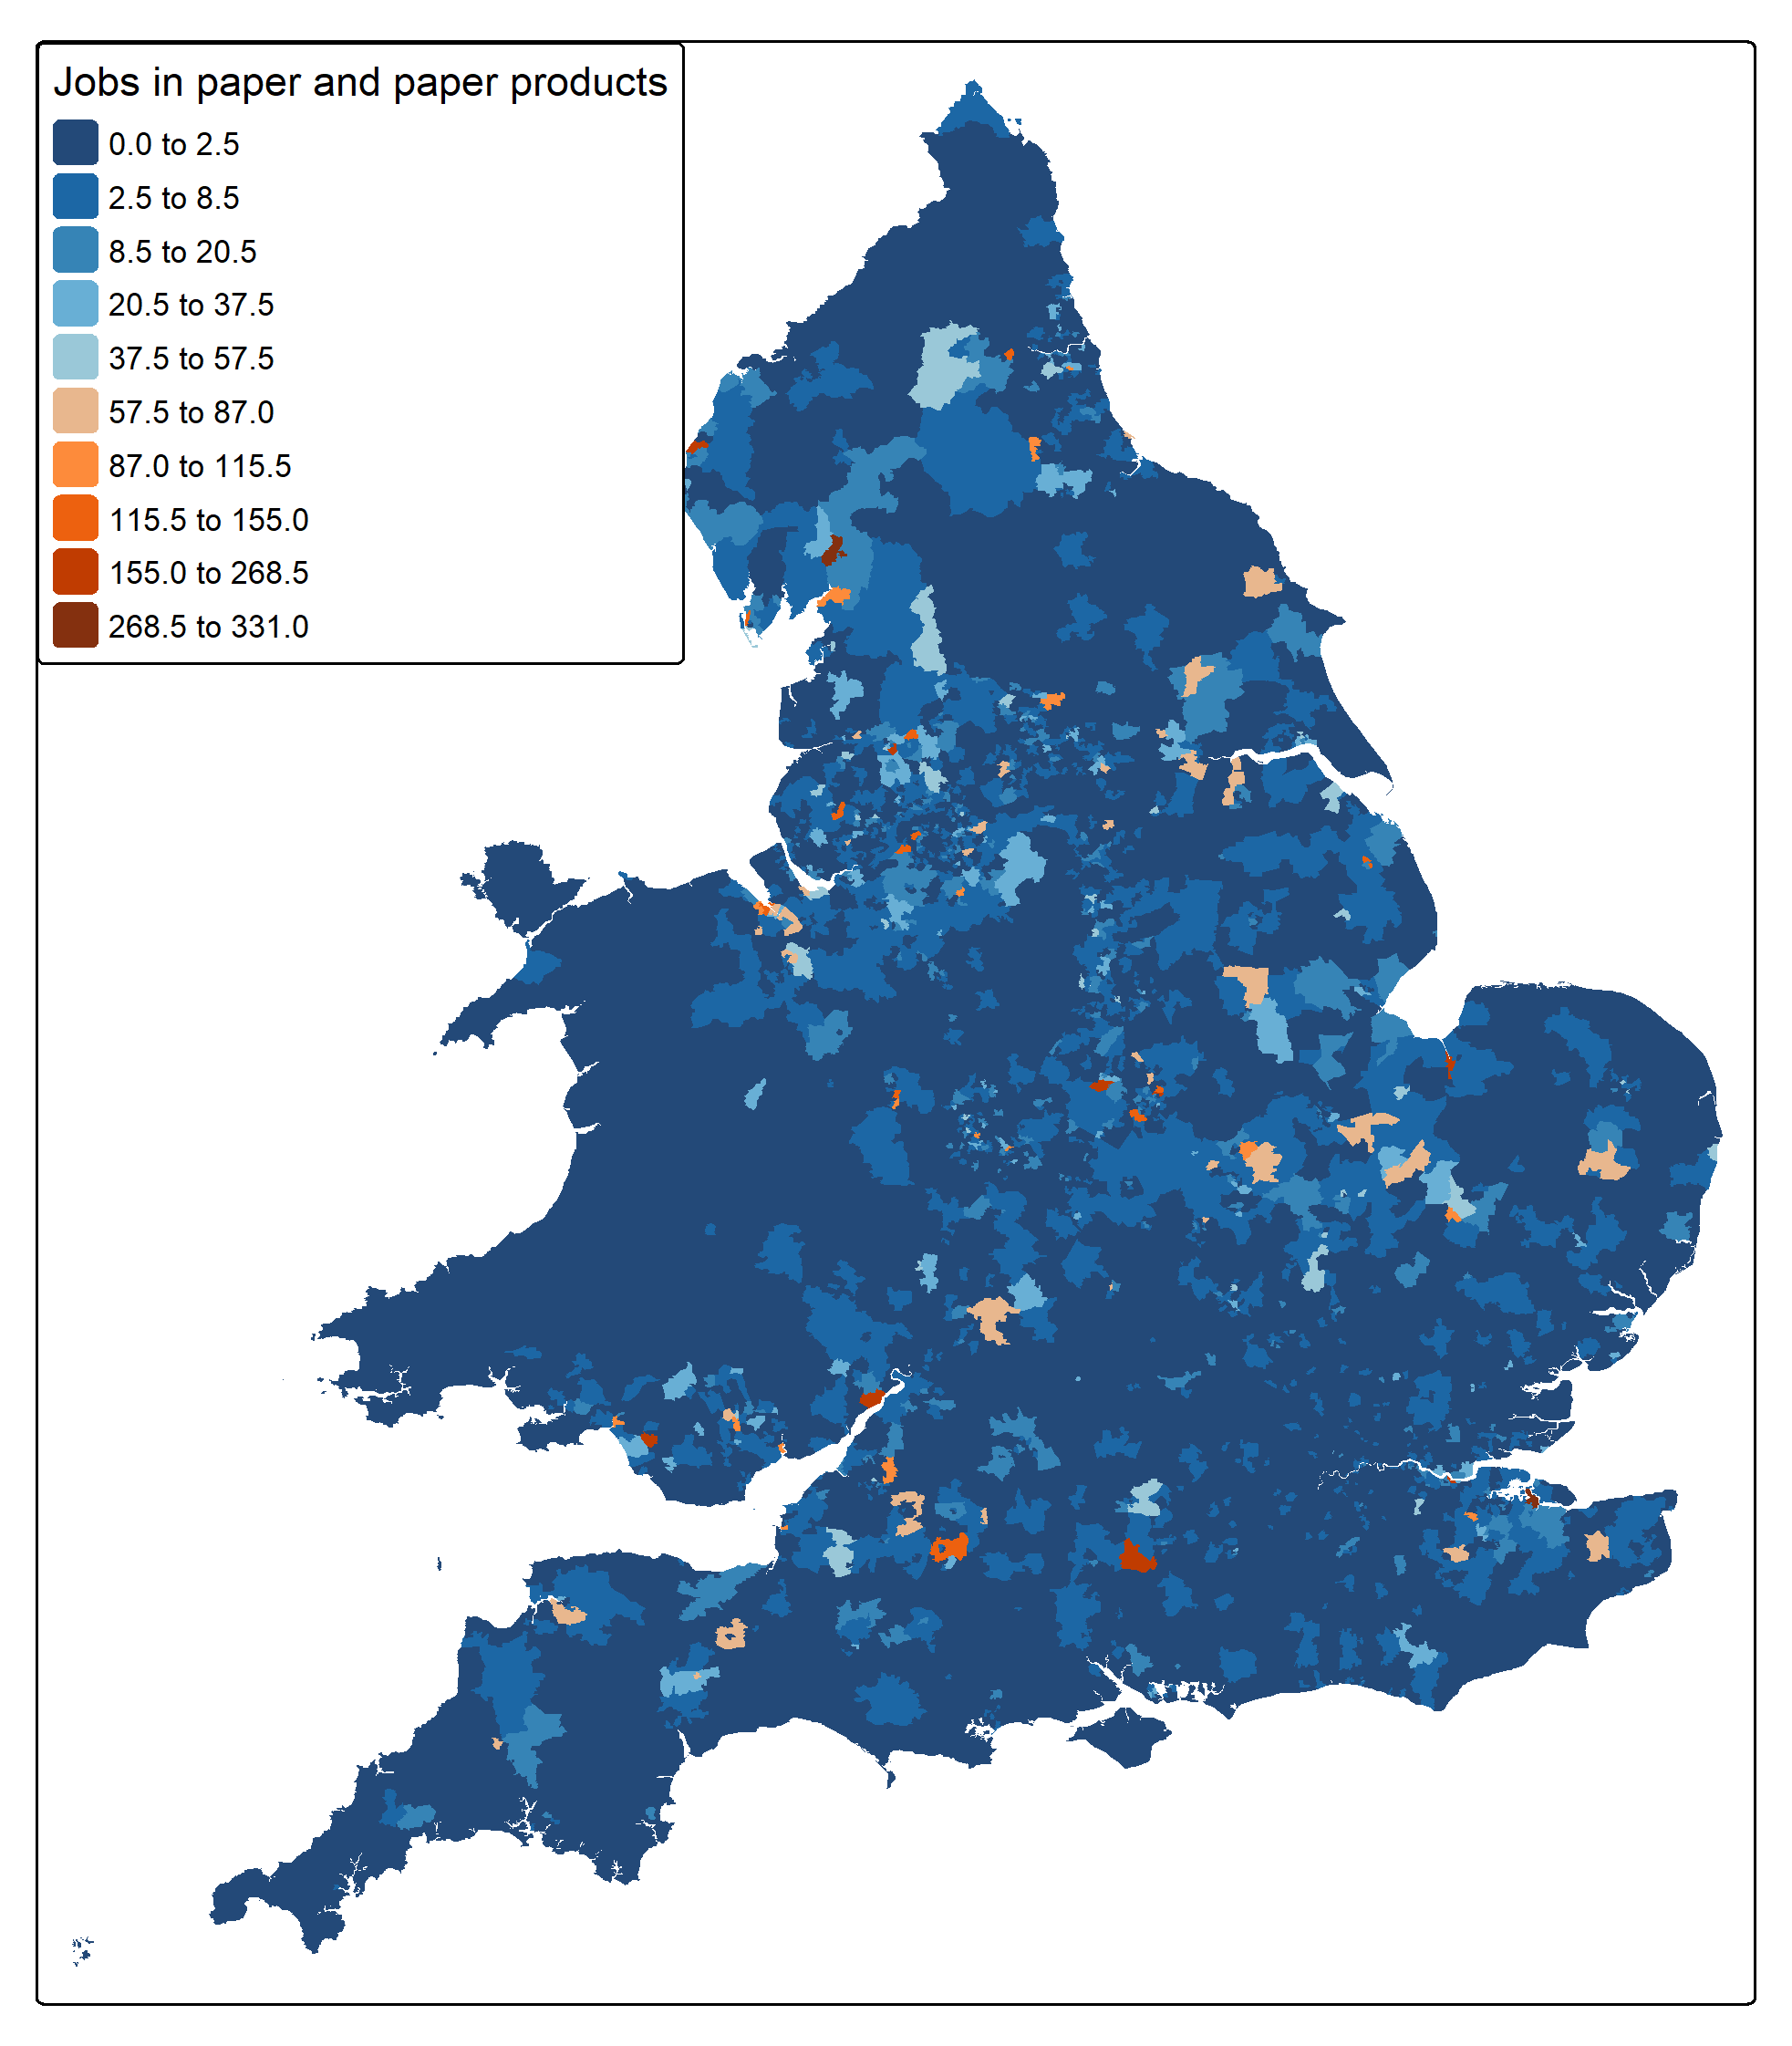 Jobs in paper and paper products
0.0 to 2.5
2.5 to 8.5
8.5 to 20.5
20.5 to 37.5
37.5 to 57.5
57.5 to 87.0
87.0 to 115.5
115.5 to 155.0
155.0 to 268.5
268.5 to 331.0